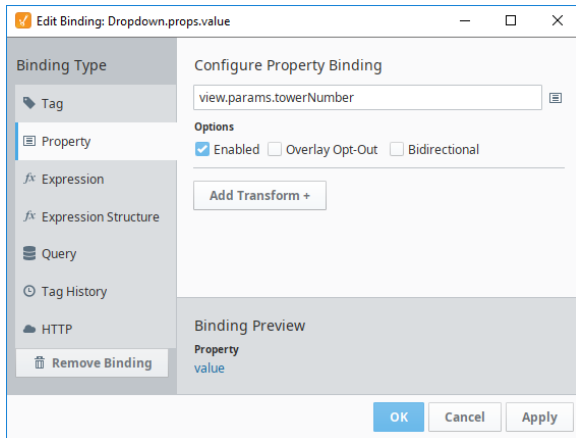 Edit Binding: Dropdown.props.value
Binding Type
Tag
Property
fx Expression
fx Expression Structure
Query
Tag History
HTTP
Remove Binding
Configure Property Binding
view.params.towerNumber
Options
Enabled Overlay Opt-Out Bidirectional
Add Transform +
Binding Preview
Property
value
OK Cancel Apply